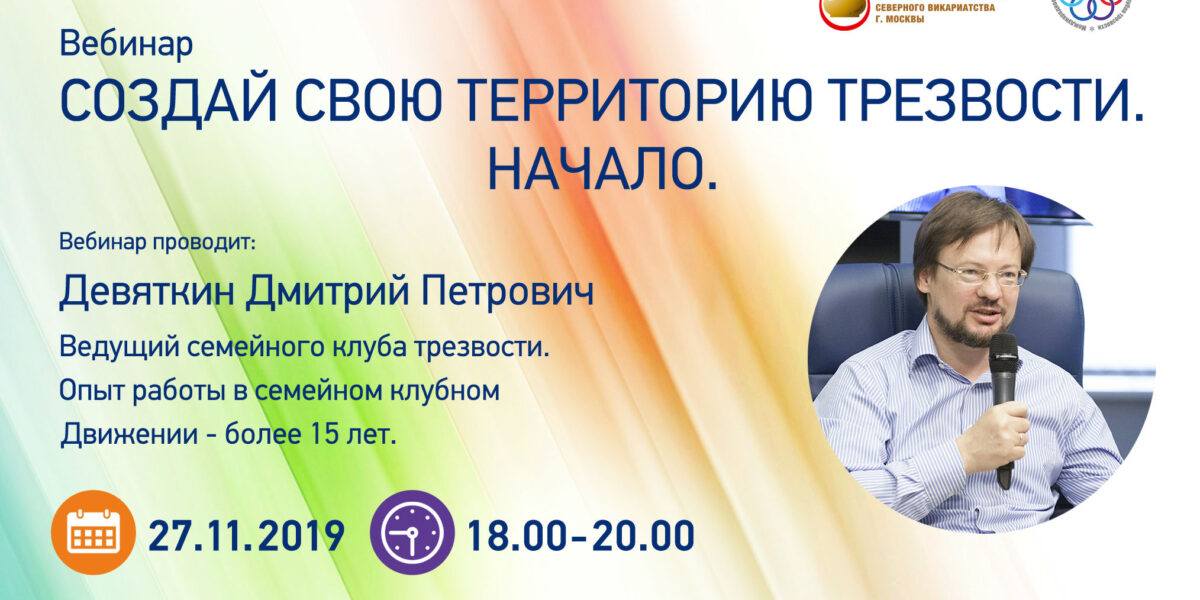 СЕВЕРНОГО ВИКАРИАТСТВА
Г. МОСКВЫ
Вебинар
СОЗДАЙ СВОЮ ТЕРРИТОРИЮ ТРЕЗВОСТИ.
НАЧАЛО.
Вебинар проводит:
Девяткин Дмитрий Петрович
Ведущий семейного клуба трезвости.
Опыт работы в семейном клубном
Движении - более 15 лет.
27.11.2019
18.00-20.00